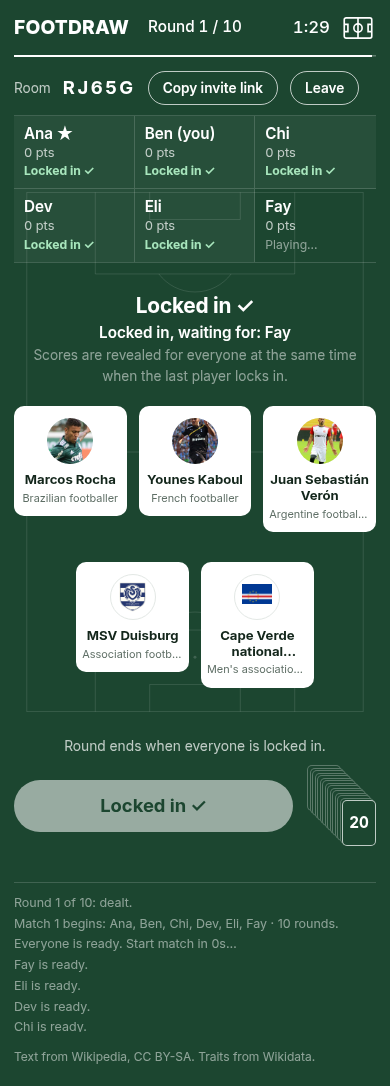 FOOTDRAW Round 1 / 10 1:29
Room RJ65G Copy invite link Leave
Ana ★ Ben (you) Chi
0 pts 0 pts 0 pts
Locked in ✓ Locked in ✓ Locked in ✓
Dev Eli Fay
0 pts 0 pts 0 pts
Locked in ✓ Locked in ✓ Playing...
Locked in ✓
Locked in, waiting for: Fay
Scores are revealed for everyone at the same time
when the last player locks in.
Marcos Rocha
Brazilian footballer
Younes Kaboul
French footballer
Juan Sebastián
Verón
Argentine footbal...
MSV Duisburg
Association footb...
Cape Verde
national...
Men's associatio...
Round ends when everyone is locked in.
Locked in ✓
20
Round 1 of 10: dealt.
Match 1 begins: Ana, Ben, Chi, Dev, Eli, Fay · 10 rounds.
Everyone is ready. Start match in 0s...
Fay is ready.
Eli is ready.
Dev is ready.
Chi is ready.
Text from Wikipedia, CC BY-SA. Traits from Wikidata.